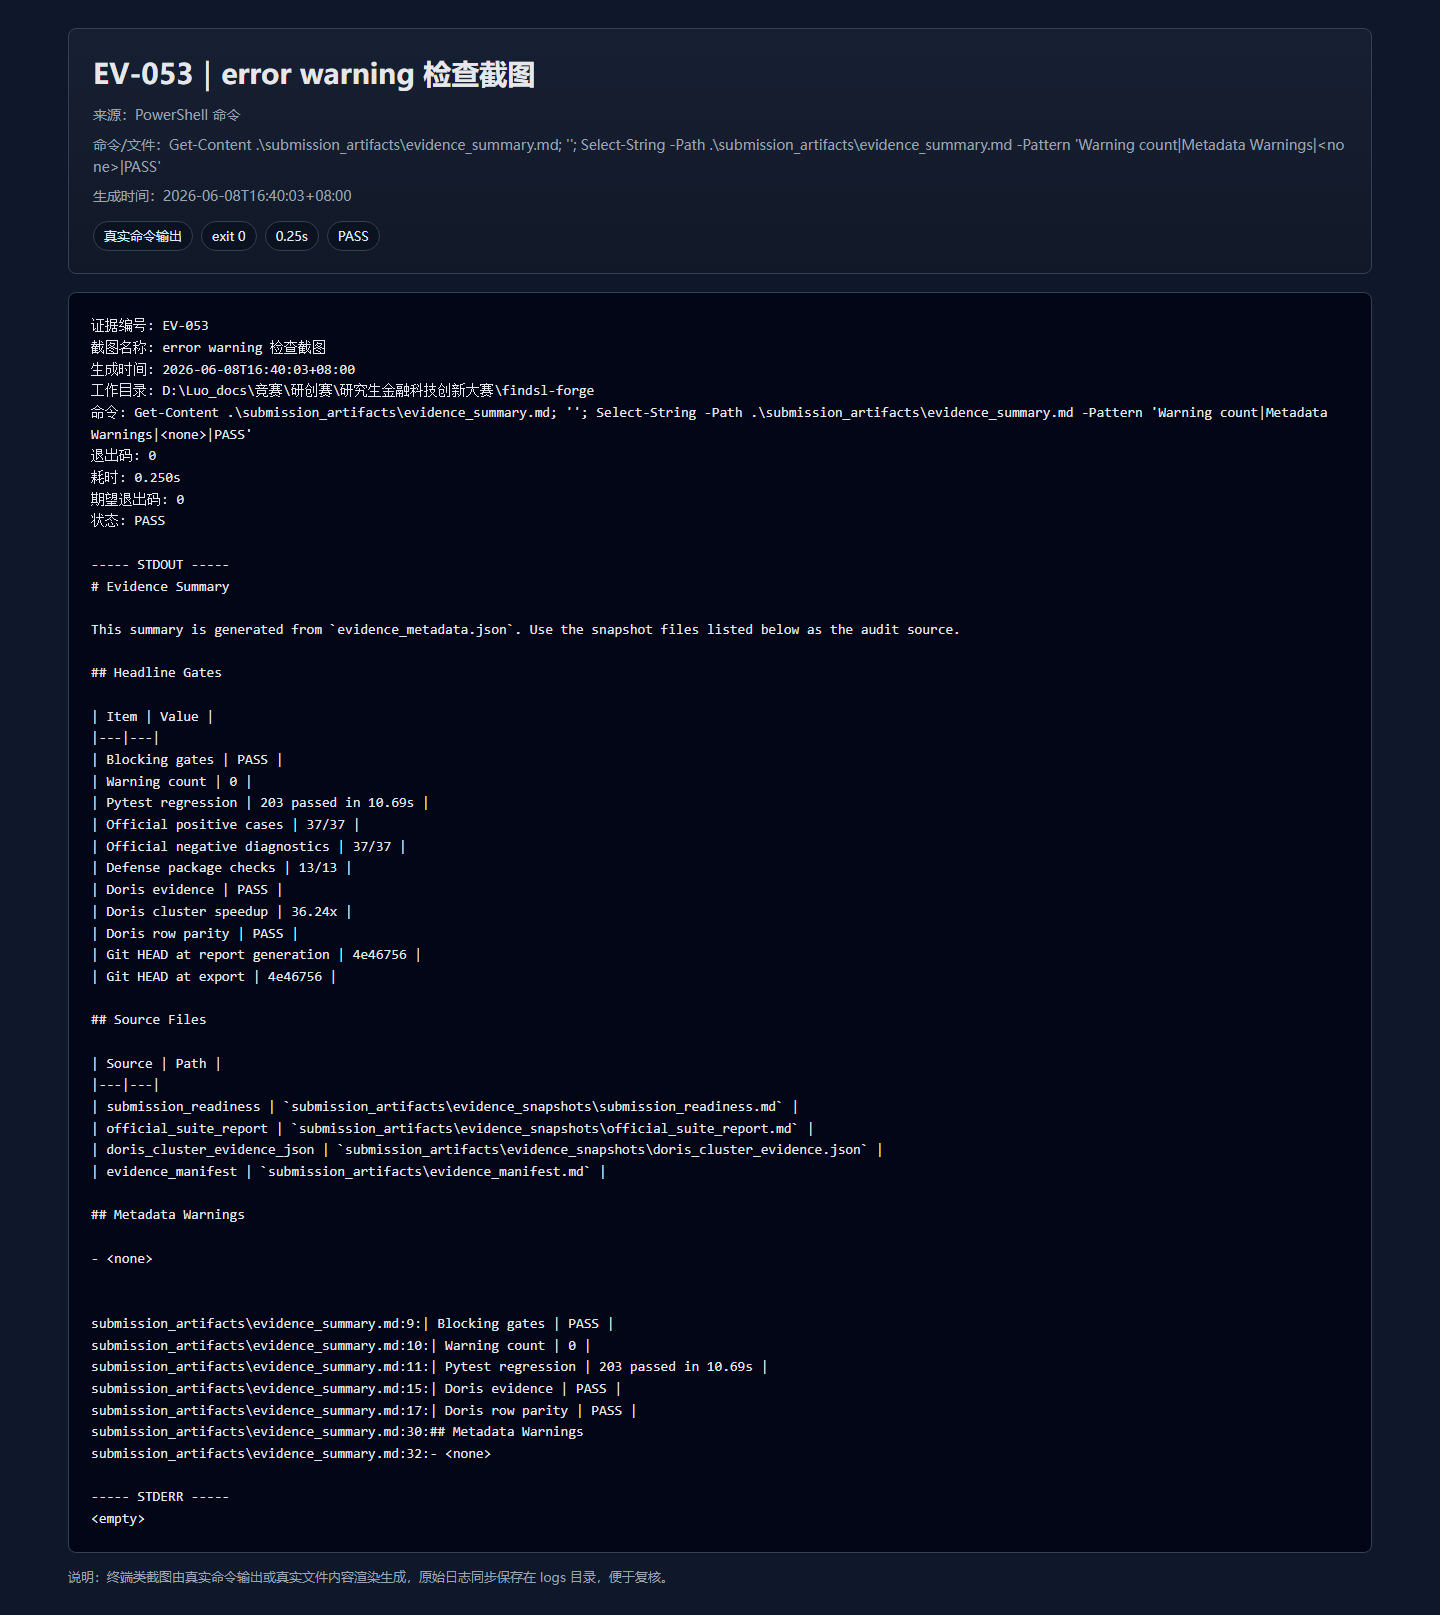 EV-053 | error warning 检查截图
来源：PowerShell 命令
命令/文件：Get-Content .\submission_artifacts\evidence_summary.md; ''; Select-String -Path .\submission_artifacts\evidence_summary.md -Pattern 'Warning count|Metadata Warnings|<no
ne>|PASS'
生成时间：2026-06-08T16:40:03+08:00
真实命令输出 exit 0 0.25s PASS
证据编号: EV-053
截图名称: error warning 检查截图
生成时间: 2026-06-08T16:40:03+08:00
工作目录: D:\Luo_docs\竞赛\研创赛\研究生金融科技创新大赛\findsl-forge
命令: Get-Content .\submission_artifacts\evidence_summary.md; ''; Select-String -Path .\submission_artifacts\evidence_summary.md -Pattern 'Warning count|Metadata
Warnings|<none>|PASS'
退出码: 0
耗时: 0.250s
期望退出码: 0
状态: PASS
----- STDOUT -----
# Evidence Summary
This summary is generated from `evidence_metadata.json`. Use the snapshot files listed below as the audit source.
## Headline Gates
| Item | Value |
|---|---|
| Blocking gates | PASS |
| Warning count | 0 |
| Pytest regression | 203 passed in 10.69s |
| Official positive cases | 37/37 |
| Official negative diagnostics | 37/37 |
| Defense package checks | 13/13 |
| Doris evidence | PASS |
| Doris cluster speedup | 36.24x |
| Doris row parity | PASS |
| Git HEAD at report generation | 4e46756 |
| Git HEAD at export | 4e46756 |
## Source Files
| Source | Path |
|---|---|
| submission_readiness | `submission_artifacts\evidence_snapshots\submission_readiness.md` |
| official_suite_report | `submission_artifacts\evidence_snapshots\official_suite_report.md` |
| doris_cluster_evidence_json | `submission_artifacts\evidence_snapshots\doris_cluster_evidence.json` |
| evidence_manifest | `submission_artifacts\evidence_manifest.md` |
## Metadata Warnings
- <none>
submission_artifacts\evidence_summary.md:9:| Blocking gates | PASS |
submission_artifacts\evidence_summary.md:10:| Warning count | 0 |
submission_artifacts\evidence_summary.md:11:| Pytest regression | 203 passed in 10.69s |
submission_artifacts\evidence_summary.md:15:| Doris evidence | PASS |
submission_artifacts\evidence_summary.md:17:| Doris row parity | PASS |
submission_artifacts\evidence_summary.md:30:## Metadata Warnings
submission_artifacts\evidence_summary.md:32:- <none>
----- STDERR -----
<empty>
说明：终端类截图由真实命令输出或真实文件内容渲染生成，原始日志同步保存在 logs 目录，便于复核。